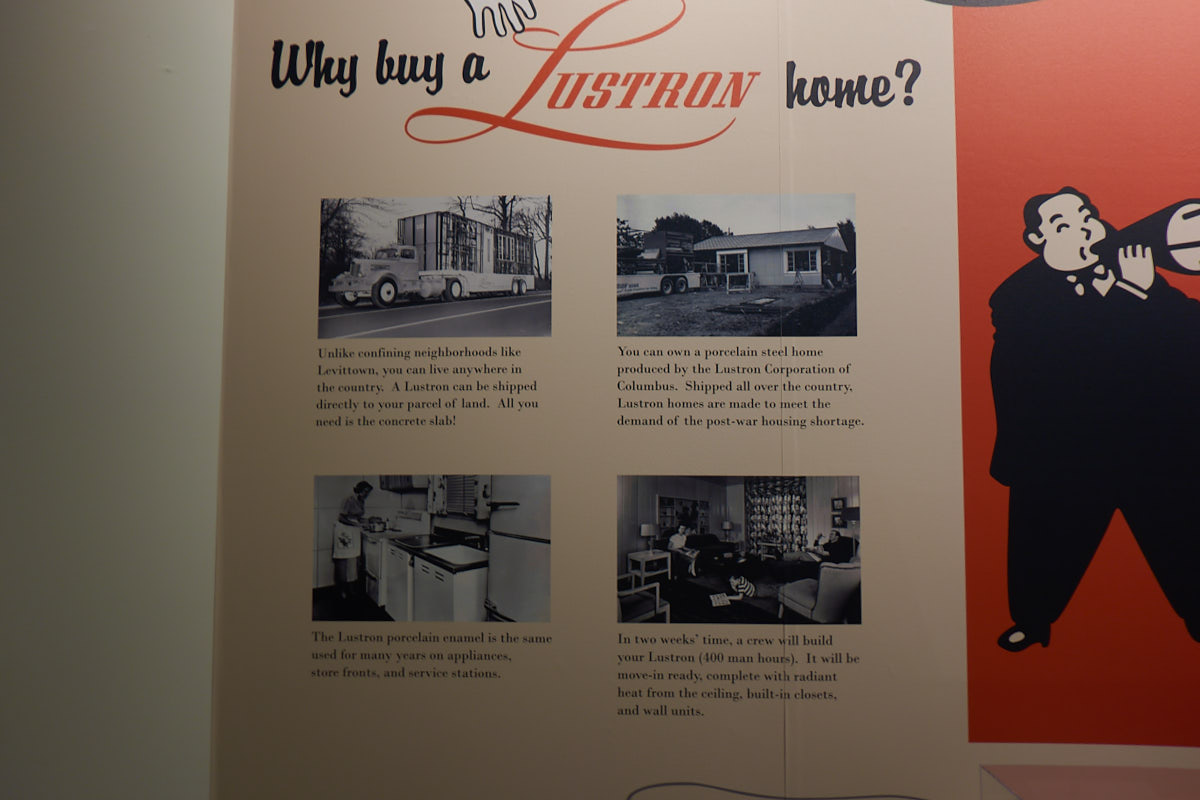 Why buy a LUSTRON home?
Unlike confining neighborhoods like
Levittown, you can live anywhere in
the country. A Lustron can be shipped
directly to your parcel of land. All you
need is the concrete slab!
You can own a porcelain steel home
produced by the Lustron Corporation of
Columbus. Shipped all over the country,
Lustron homes are made to meet the
demand of the post-war housing shortage.
The Lustron porcelain enamel is the same
used for many years on appliances,
store fronts, and service stations.
In two weeks’ time, a crew will build
your Lustron (400 man hours). It will be
move-in ready, complete with radiant
heat from the ceiling, built-in closets,
and wall units.